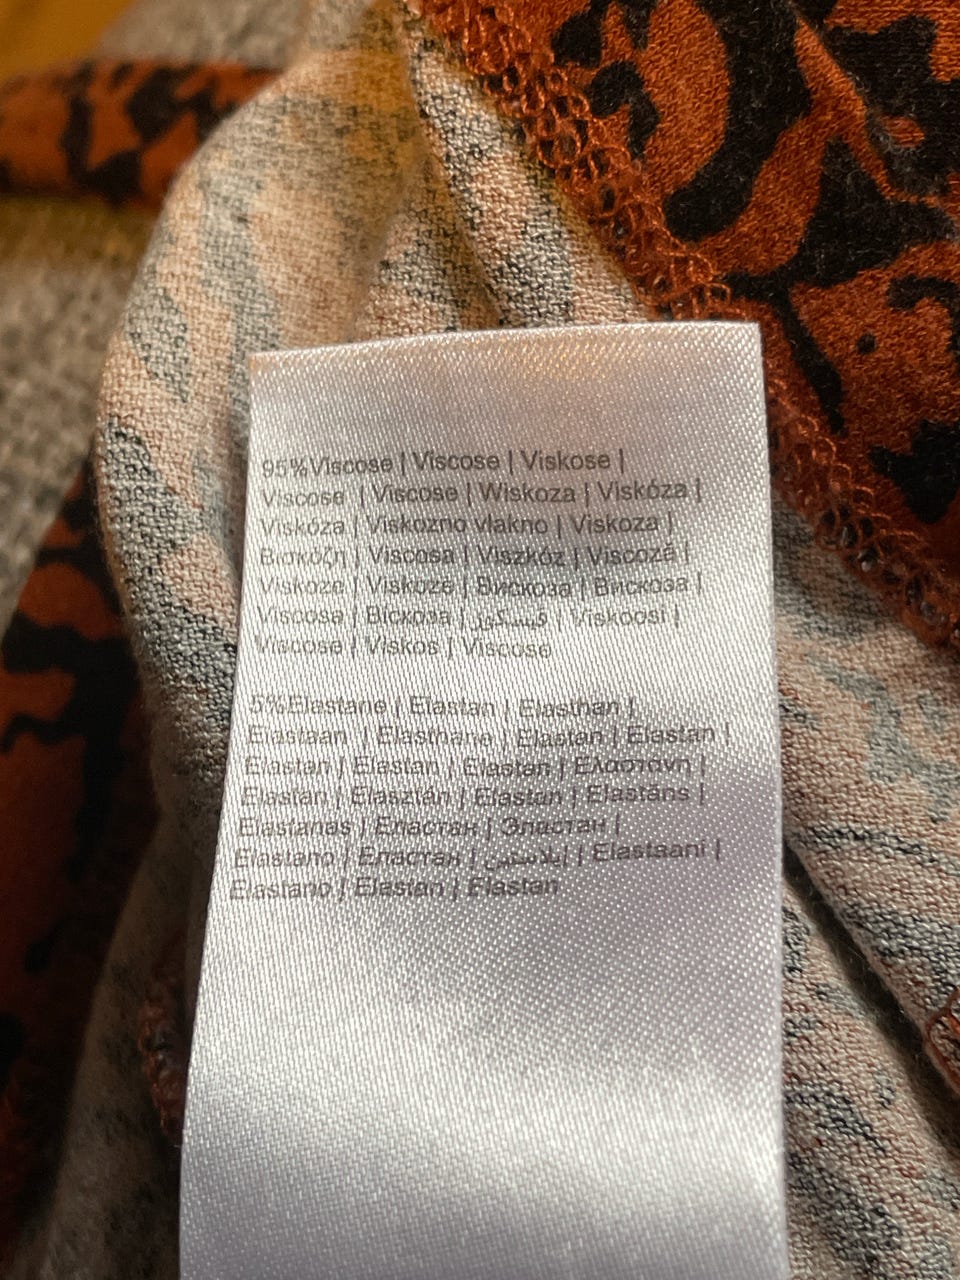 95%Viscose | Viscose | Viskose |
Viscose | Viscose | Wiskoza | Viskóza |
Viskóza | Viskozno vlakno | Viskoza |
Βισκόζη | Viscosa | Viszkóz | Viscoză |
Viskoze | Viskozė | Вискоза | Вискоза |
Viscosa | Віскоза | فيسكوز | Viskoosi |
Viscose | Viskos | Viscose
5%Elastane | Elastan | Elasthan |
Elastaan | Elasthane | Elastan | Elastan |
Elastan | Elastan | Elastan | Ελαστάνη |
Elastan | Elasztán | Elastan | Elastāns |
Elastanas | Еластан | Эластан |
Elastano | Еластан | إيلاستين | Elastaani |
Elastano | Elastan | Elastan